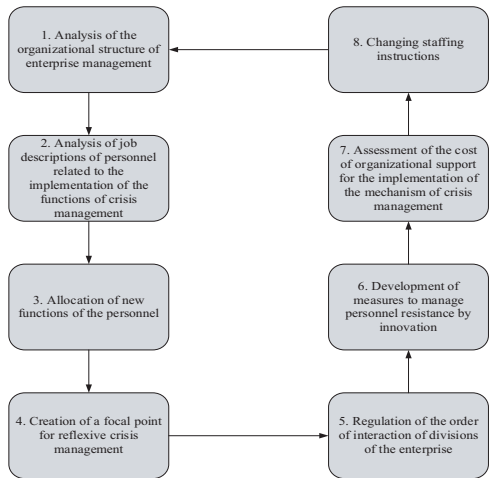 1. Analysis of the
organizational structure of
enterprise management
2. Analysis of job
descriptions of personnel
related to the
implementation of the
functions of crisis
management
3. Allocation of new
functions of the personnel
4. Creation of a focal point
for reflexive crisis
management
5. Regulation of the order
of interaction of divisions
of the enterprise
6. Development of
measures to manage
personnel resistance by
innovation
7. Assessment of the cost
of organizational support
for the implementation of
the mechanism of crisis
management
8. Changing staffing
instructions